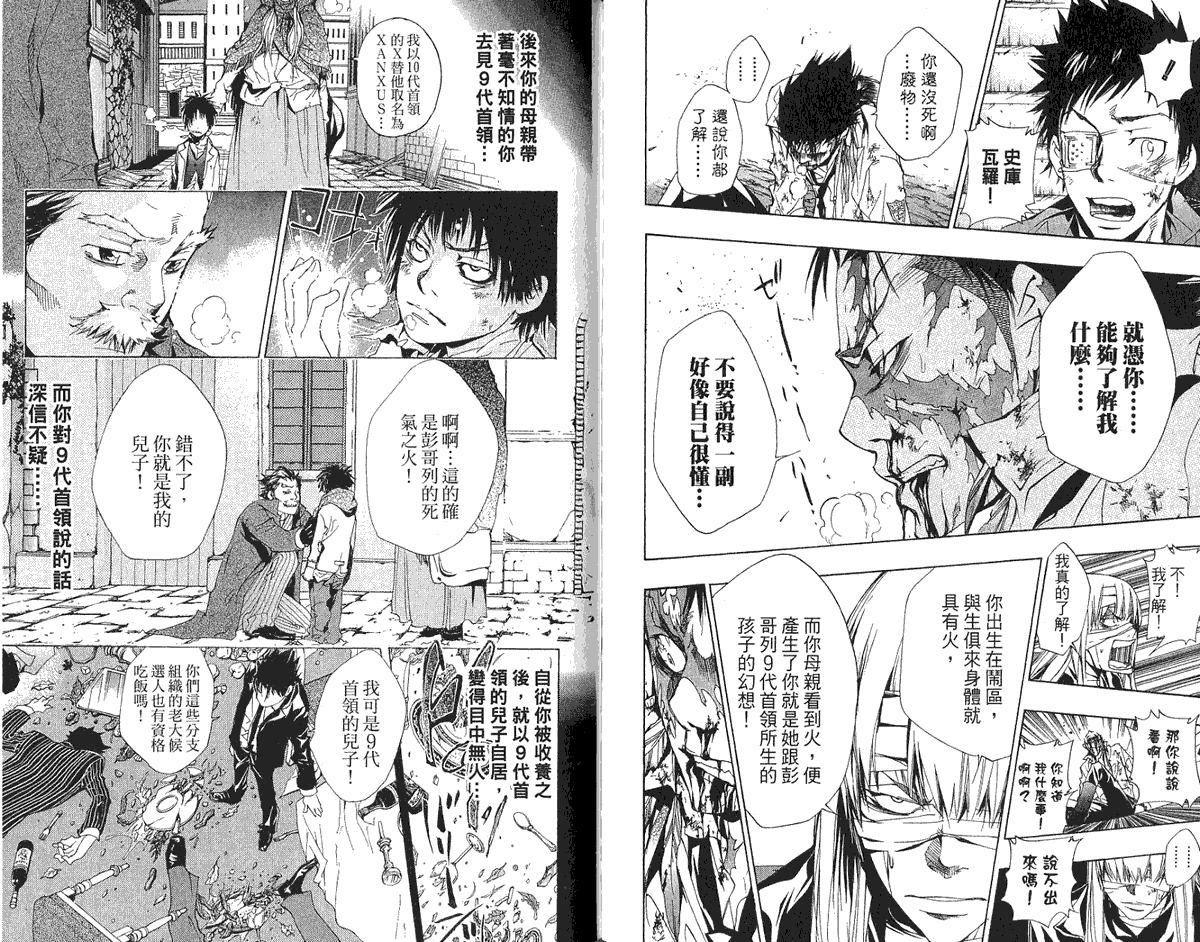 !
史庫
瓦羅!
你還沒死啊
……廢物…
……
……
還說你都
了解……
就憑你……
能夠了解我
什麼……
ゼ
不要說得一副
好像自己很懂…
不!
我了解!
我真的了解!
那你說說
看啊!
你知道
我什麼事!
啊啊?
說不出
來嗎!
你出生在鬧區,
與生俱來身體就
具有火,
而你母親看到火,便
產生了你就是她跟彭
哥列9代首領所生的
孩子的幻想!
後來你的母親帶
著毫不知情的你
去見9代首領…
我以10代首領
的X替他取名為
XANXUS…
コオオ
啊啊…這的確
是彭哥列的死
氣之火!
錯不了,
你就是我的
兒子!
而你對9代首領說的話
深信不疑……
自從你被收養之
後,就以9代首
領的兒子自居,
變得目中無人…
我可是9代
首領的兒子!
你們這些分支
組織的老大候
選人也有資格
吃飯嗎!